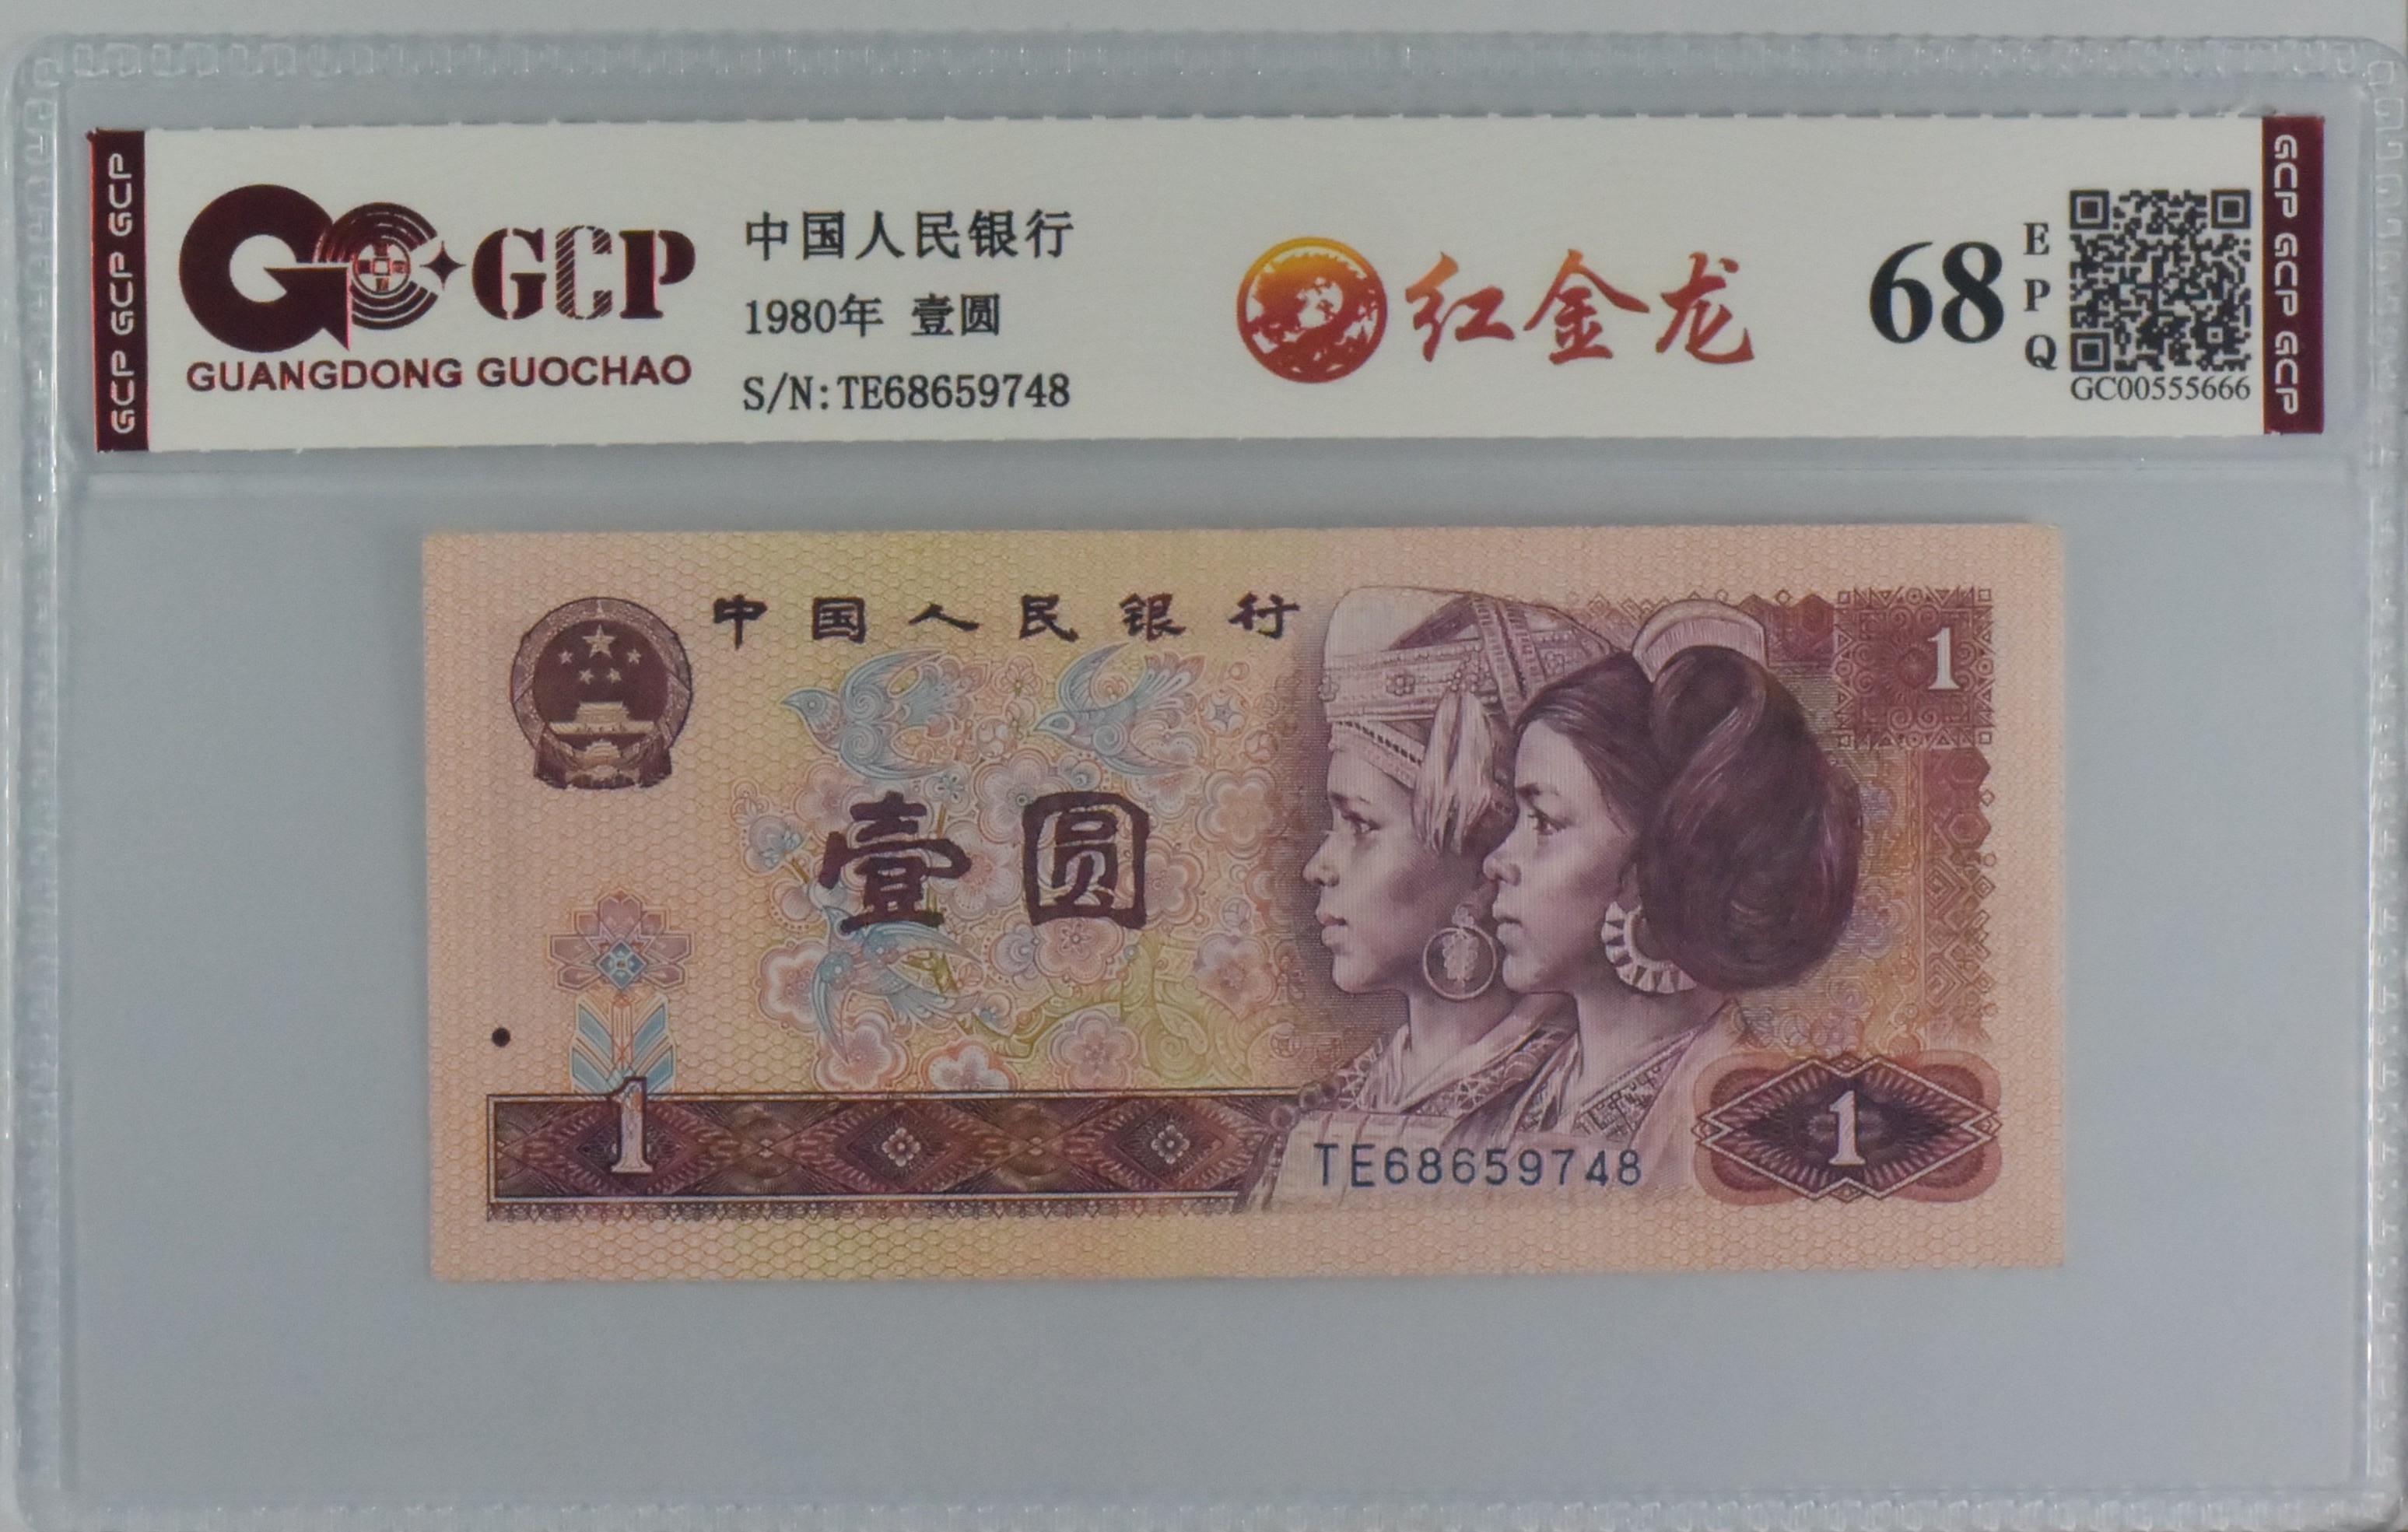 GCP GCP GCP
GCP
GUANGDONG GUOCHAO
中国人民银行
1980年 壹圆
S/N:TE68659748
红金龙
68
E
P
Q
GC00555666
GCP GCP GCP
中国人民银行
1
壹圆
1
TE68659748
1